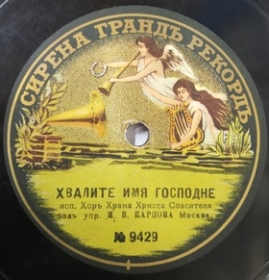 СИРЕНА ГРАНДЪ РЕКОРДЪ
ХВАЛИТЕ ИМЯ ГОСПОДНЕ
исп. Хоръ Храма Христа Спасителя
подъ упр. И. В. КАРПОВА Москва
№ 9429